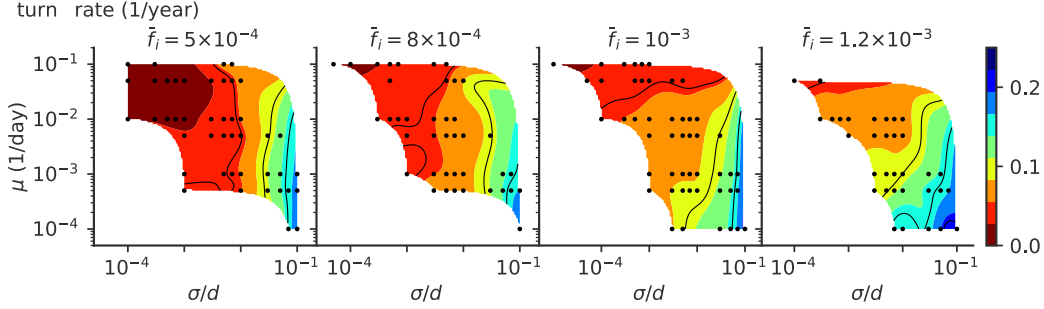 turn rate (1/year)
f̄ᵢ = 5×10⁻⁴
f̄ᵢ = 8×10⁻⁴
f̄ᵢ = 10⁻³
f̄ᵢ = 1.2×10⁻³
μ (1/day)
10⁻¹
10⁻²
10⁻³
10⁻⁴
0.2
0.1
0.0
10⁻⁴ 10⁻¹ 10⁻⁴ 10⁻¹ 10⁻⁴ 10⁻¹ 10⁻⁴ 10⁻¹
σ/d σ/d σ/d σ/d